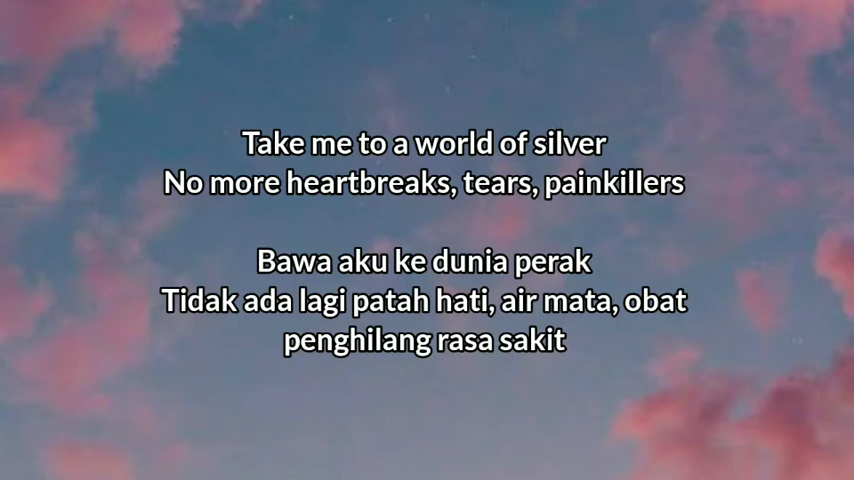 Take me to a world of silver
No more heartbreaks, tears, painkillers
Bawa aku ke dunia perak
Tidak ada lagi patah hati, air mata, obat
penghilang rasa sakit